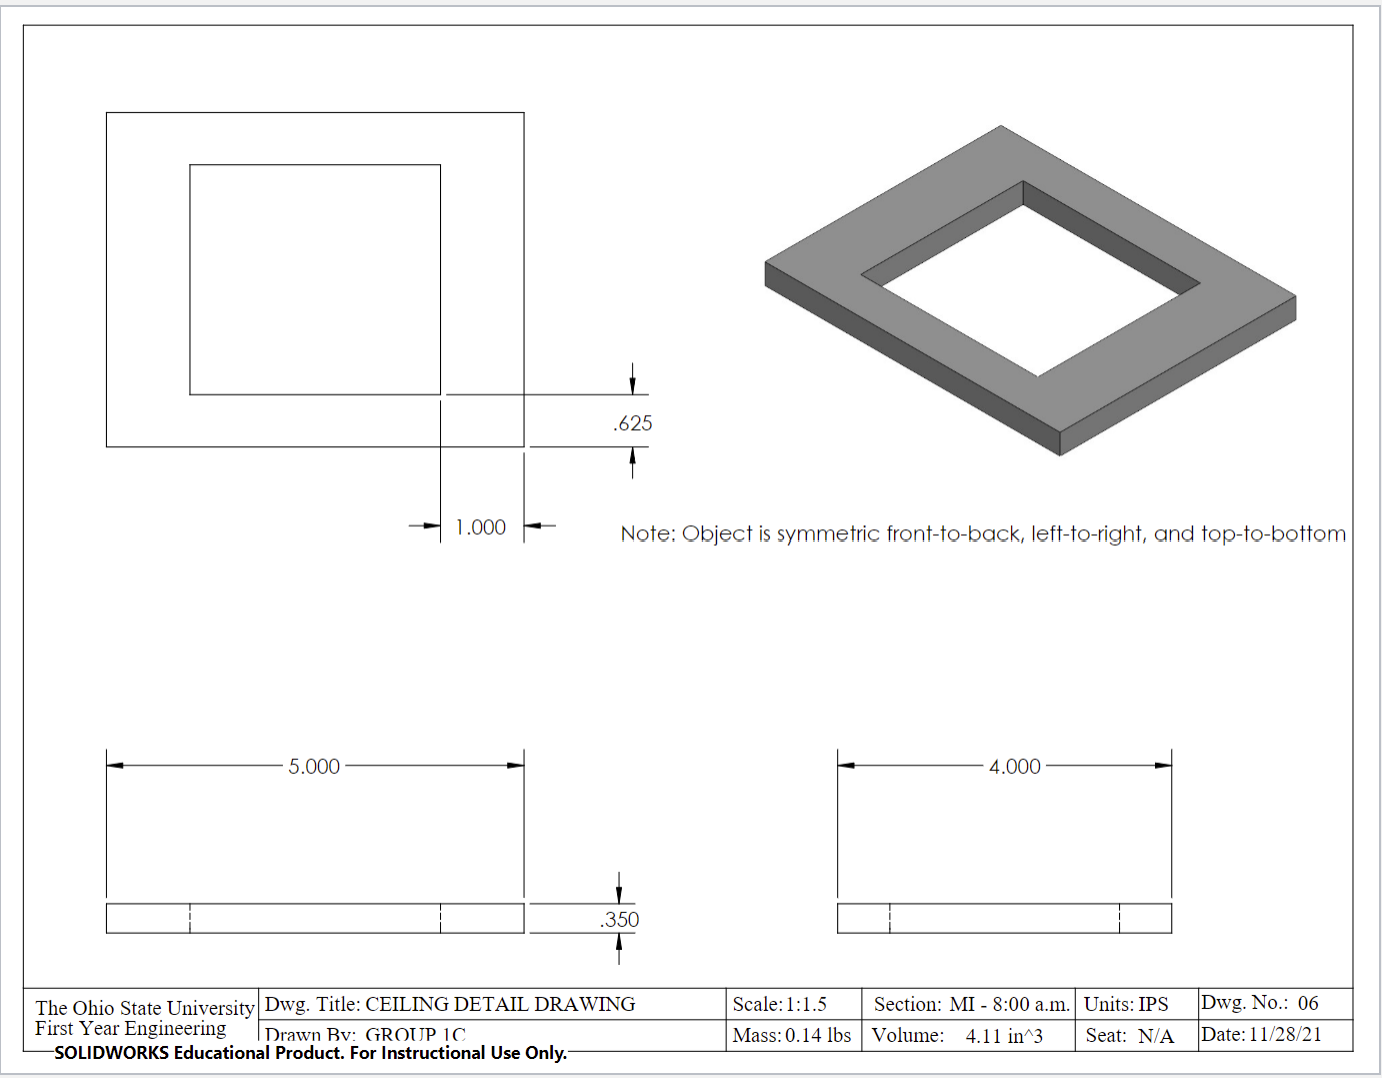 .625
1.000
Note: Object is symmetric front-to-back, left-to-right, and top-to-bottom
5.000
4.000
.350
The Ohio State University
First Year Engineering
Dwg. Title: CEILING DETAIL DRAWING
Drawn By: GROUP 1C
Scale: 1:1.5
Section: MI - 8:00 a.m.
Units: IPS
Dwg. No.: 06
Mass: 0.14 lbs
Volume: 4.11 in^3
Seat: N/A
Date: 11/28/21
SOLIDWORKS Educational Product. For Instructional Use Only.